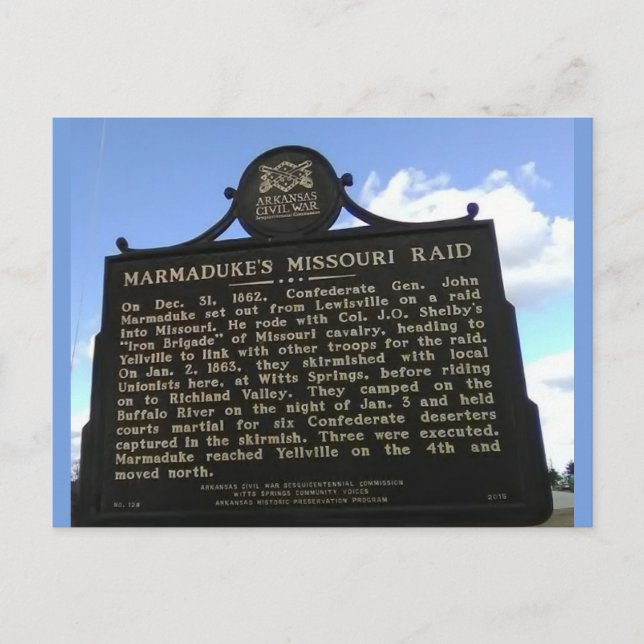 ARKANSAS
CIVIL WAR
Sesquicentennial Commission
MARMADUKE'S MISSOURI RAID
On Dec. 31, 1862, Confederate Gen. John
Marmaduke set out from Lewisville on a raid
into Missouri. He rode with Col. J.O. Shelby's
"Iron Brigade" of Missouri cavalry, heading to
Yellville to link with other troops for the raid.
On Jan. 2, 1863, they skirmished with local
Unionists here, at Witts Springs, before riding
on to Richland Valley. They camped on the
Buffalo River on the night of Jan. 3 and held
courts martial for six Confederate deserters
captured in the skirmish. Three were executed.
Marmaduke reached Yellville on the 4th and
moved north.
ARKANSAS CIVIL WAR SESQUICENTENNIAL COMMISSION
WITTS SPRINGS COMMUNITY VOICES
ARKANSAS HISTORIC PRESERVATION PROGRAM
NO. 128
2015